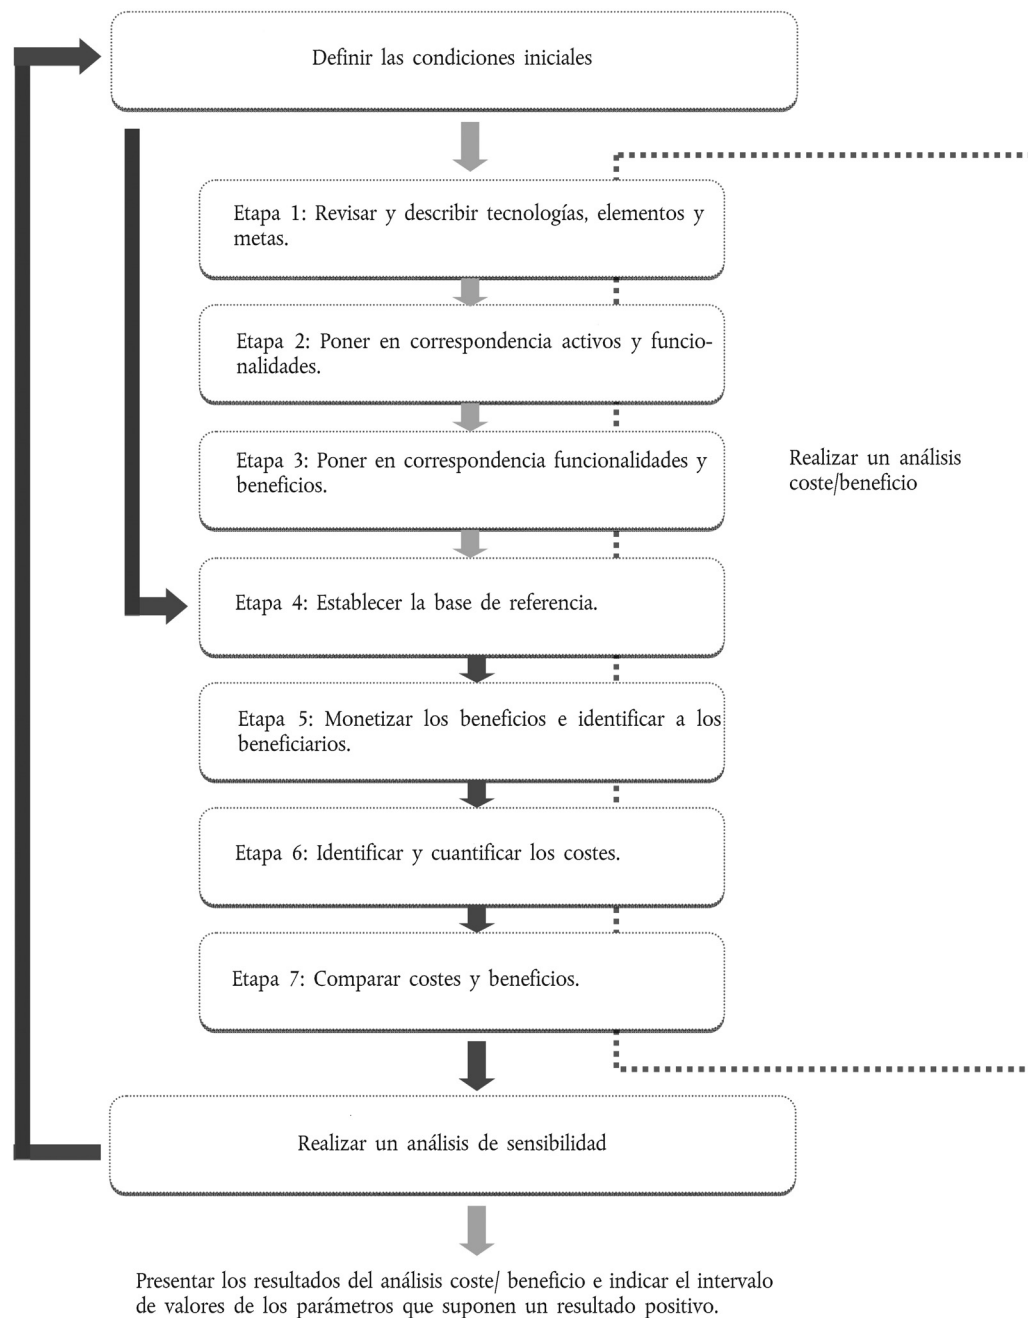 Definir las condiciones iniciales
Etapa 1: Revisar y describir tecnologías, elementos y
metas.
Etapa 2: Poner en correspondencia activos y funcio-
nalidades.
Etapa 3: Poner en correspondencia funcionalidades y
beneficios.
Realizar un análisis
coste/beneficio
Etapa 4: Establecer la base de referencia.
Etapa 5: Monetizar los beneficios e identificar a los
beneficiarios.
Etapa 6: Identificar y cuantificar los costes.
Etapa 7: Comparar costes y beneficios.
Realizar un análisis de sensibilidad
Presentar los resultados del análisis coste/ beneficio e indicar el intervalo
de valores de los parámetros que suponen un resultado positivo.